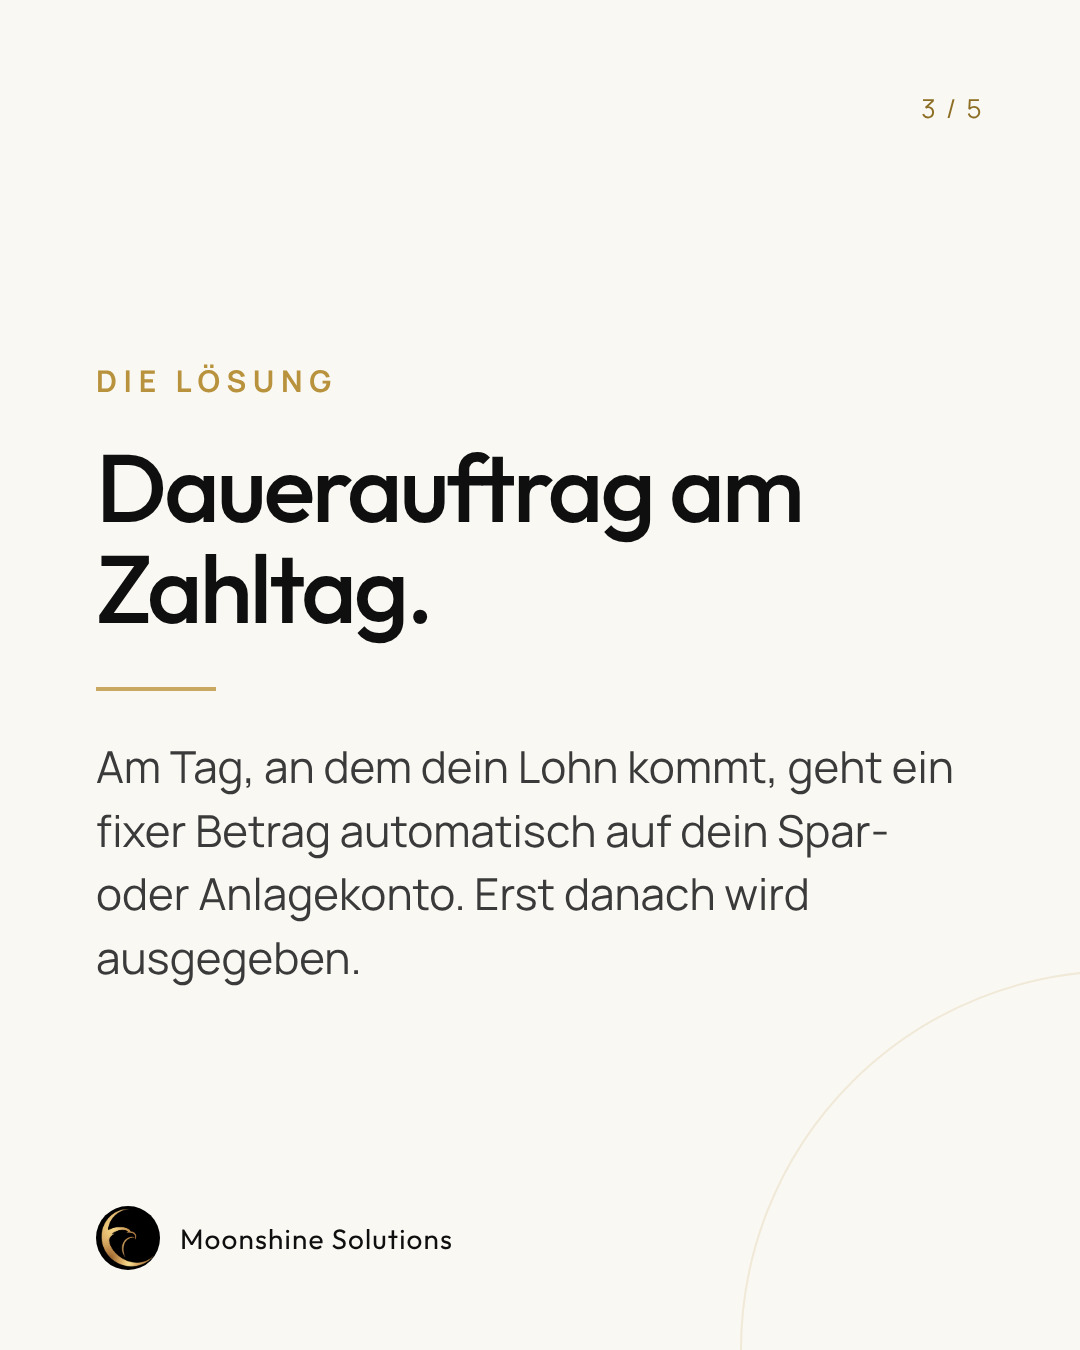 3 / 5
DIE LÖSUNG
Dauerauftrag am
Zahltag.
Am Tag, an dem dein Lohn kommt, geht ein
fixer Betrag automatisch auf dein Spar-
oder Anlagekonto. Erst danach wird
ausgegeben.
Moonshine Solutions